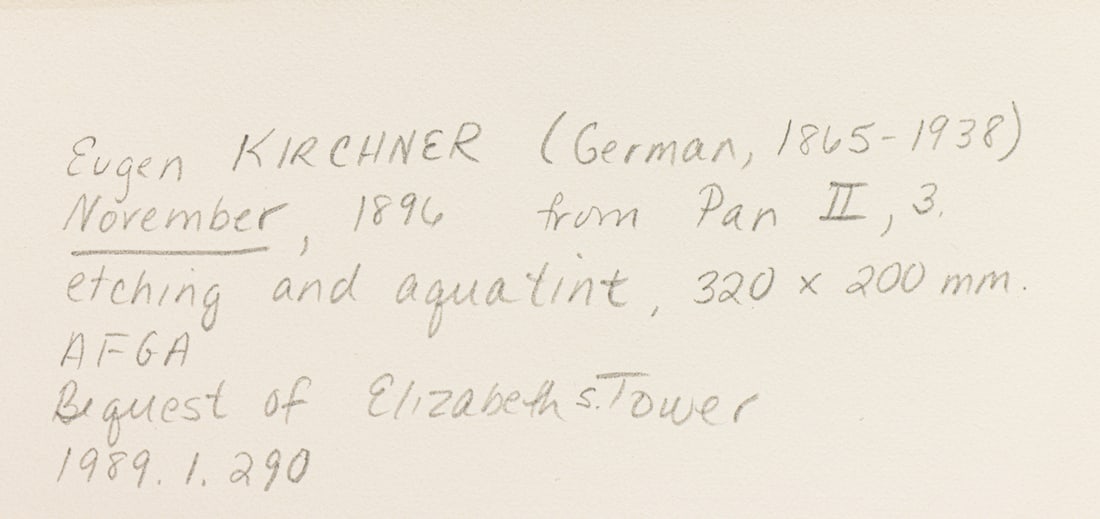 Eugen KIRCHNER (German, 1865-1938)
November, 1896 from Pan II, 3.
etching and aquatint, 320 x 200 mm.
AFGA
Bequest of Elizabeth S. Tower
1989.1.290